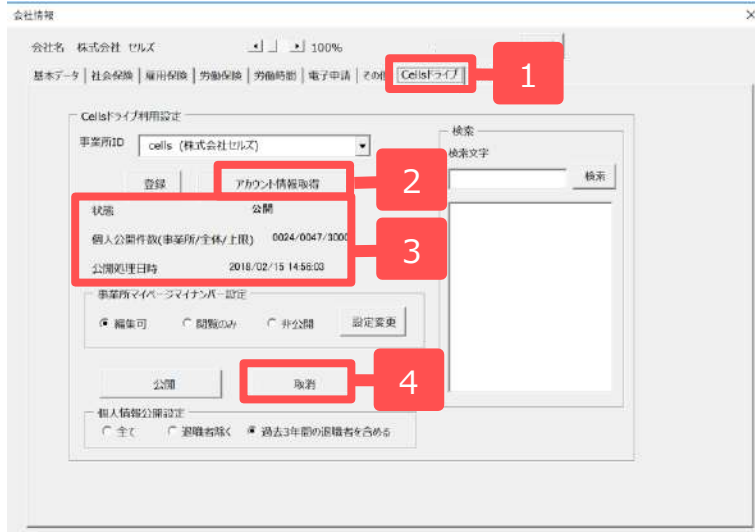 会社情報
会社名 株式会社 セルズ 100%
基本データ 社会保険 雇用保険 労働保険 労働時間 電子申請 その他 Cellsドライブ
1
Cellsドライブ利用設定
事業所ID cells (株式会社セルズ)
検索
検索文字
登録 アカウント情報取得
2
検索
状態 公開
個人公開件数(事業所/全体/上限) 0024/0047/3000
3
公開処理日時 2018/02/15 14:56:03
事業所マイページマイナンバー設定
編集可 閲覧のみ 非公開 設定変更
公開 取消
4
個人情報公開設定
全て 退職者除く 過去3年間の退職者を含める